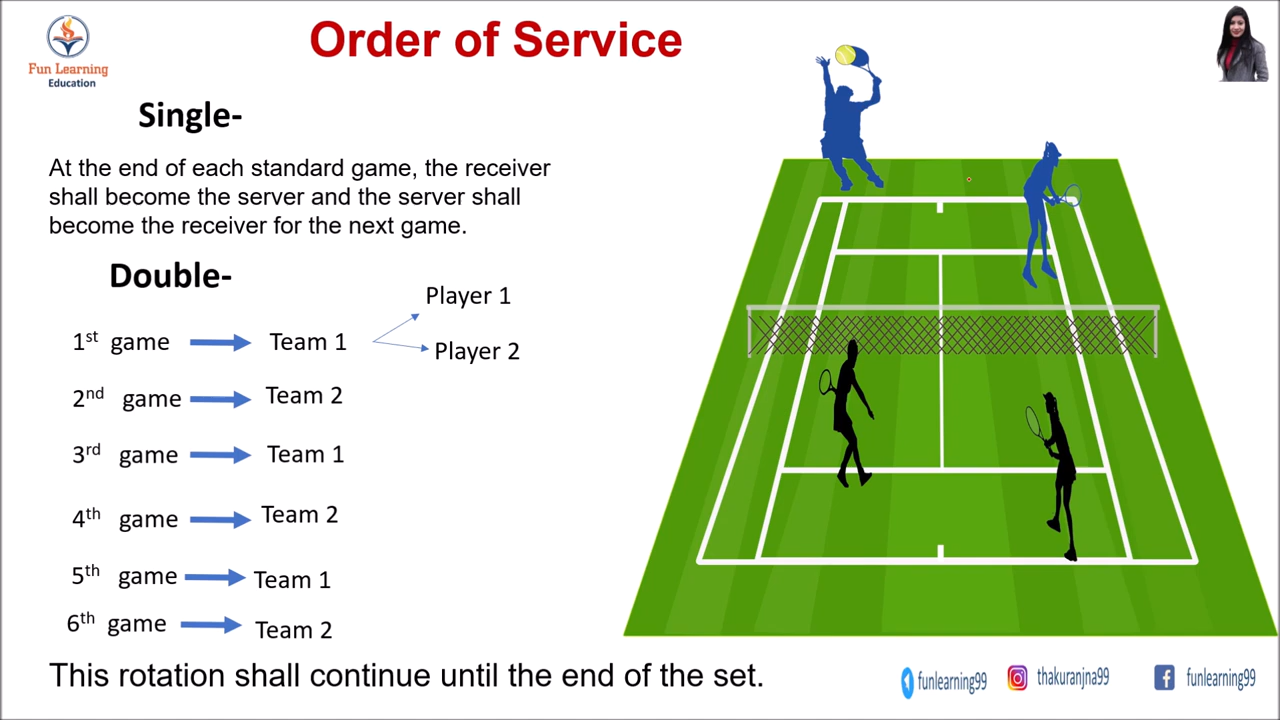 Order of Service
Fun Learning
Education
Single-
At the end of each standard game, the receiver
shall become the server and the server shall
become the receiver for the next game.
Double-
Player 1
1st game Team 1
Player 2
2nd game Team 2
3rd game Team 1
4th game Team 2
5th game Team 1
6th game Team 2
This rotation shall continue until the end of the set.
funlearning99 thakuranjna99 funlearning99